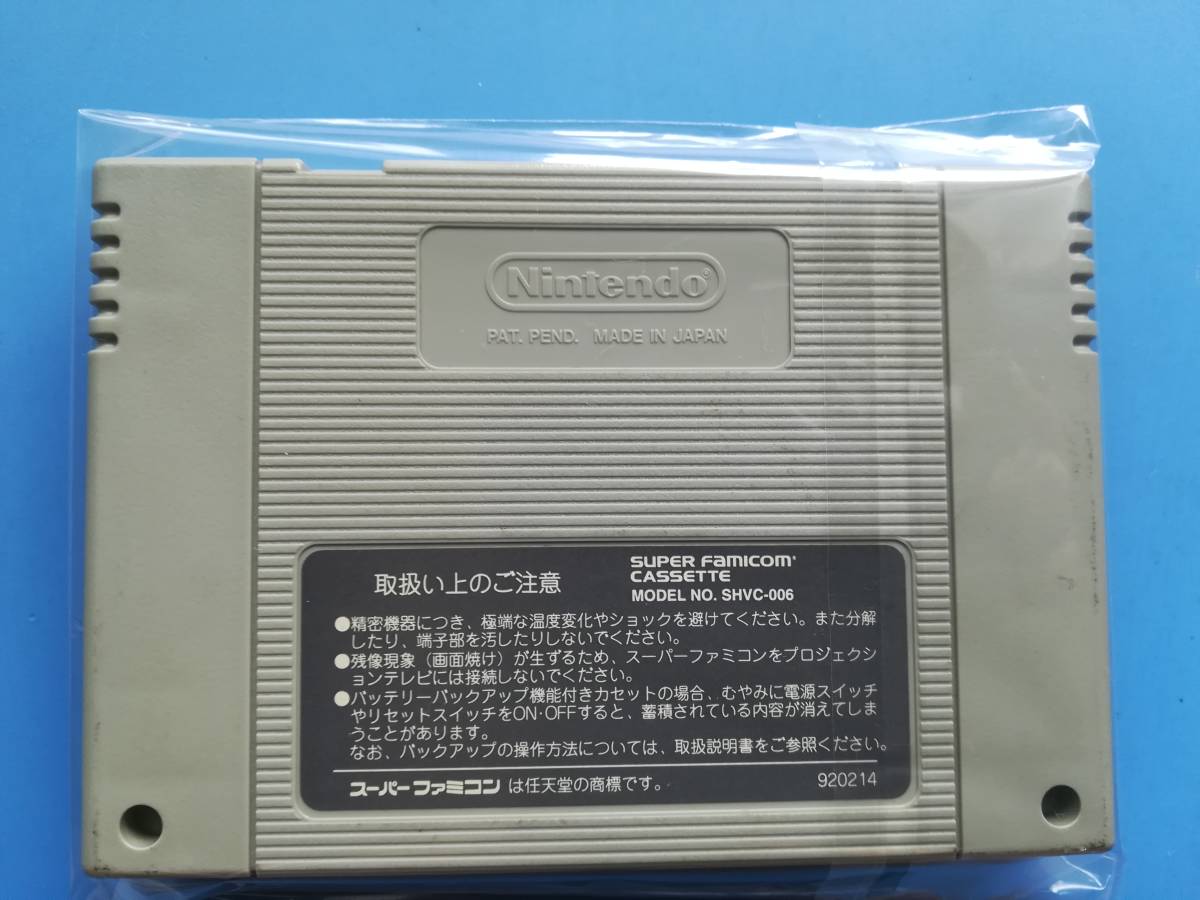 Nintendo®
PAT. PEND. MADE IN JAPAN
取扱い上のご注意
SUPER FAMICOM
CASSETTE
MODEL NO. SHVC-006
●精密機器につき、極端な温度変化やショックを避けてください。また分解
したり、端子部を汚したりしないでください。
●残像現象（画面焼け）が生ずるため、スーパーファミコンをプロジェクシ
ョンテレビには接続しないでください。
●バッテリーバックアップ機能付きカセットの場合、むやみに電源スイッチ
やリセットスイッチをON・OFFすると、蓄積されている内容が消えてしま
うことがあります。
なお、バックアップの操作方法については、取扱説明書をご参照ください。
スーパーファミコン は任天堂の商標です。
920214